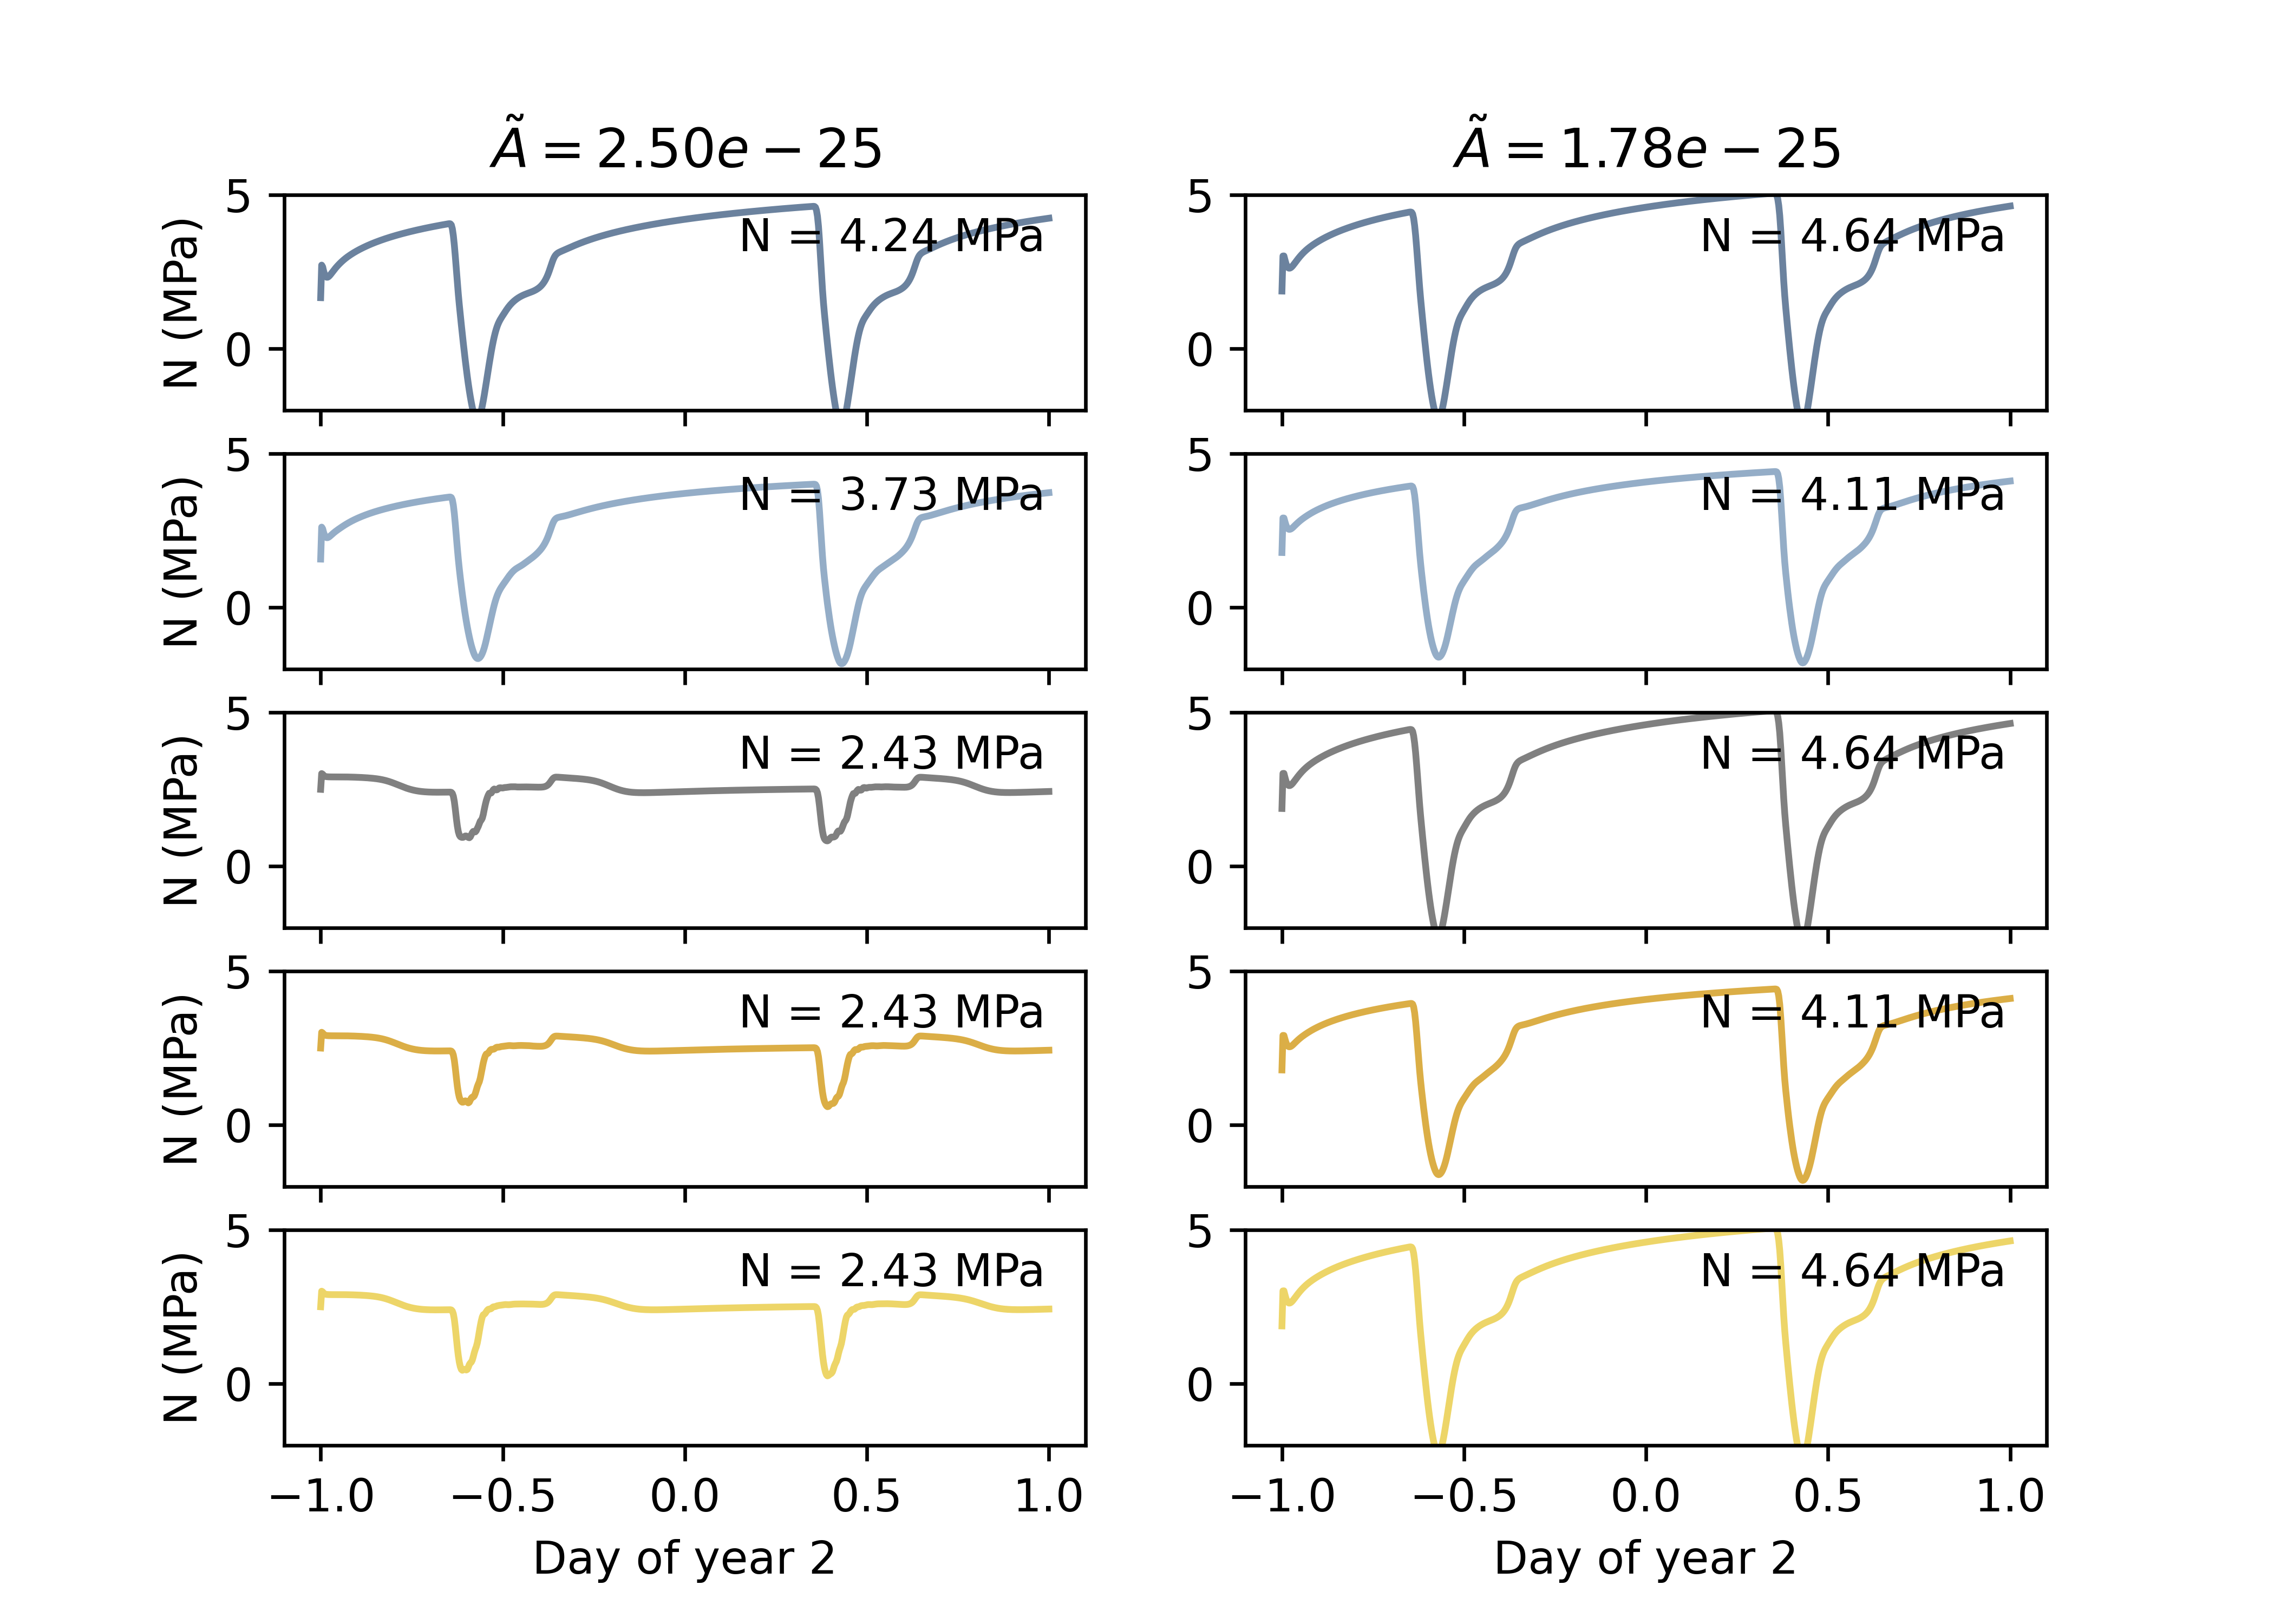 Ã = 2.50e − 25
Ã = 1.78e − 25
N (MPa)
5
0
N = 4.24 MPa
5
0
N = 4.64 MPa
N (MPa)
5
0
N = 3.73 MPa
5
0
N = 4.11 MPa
N (MPa)
5
0
N = 2.43 MPa
5
0
N = 4.64 MPa
N (MPa)
5
0
N = 2.43 MPa
5
0
N = 4.11 MPa
N (MPa)
5
0
N = 2.43 MPa
5
0
N = 4.64 MPa
−1.0 −0.5 0.0 0.5 1.0
−1.0 −0.5 0.0 0.5 1.0
Day of year 2
Day of year 2